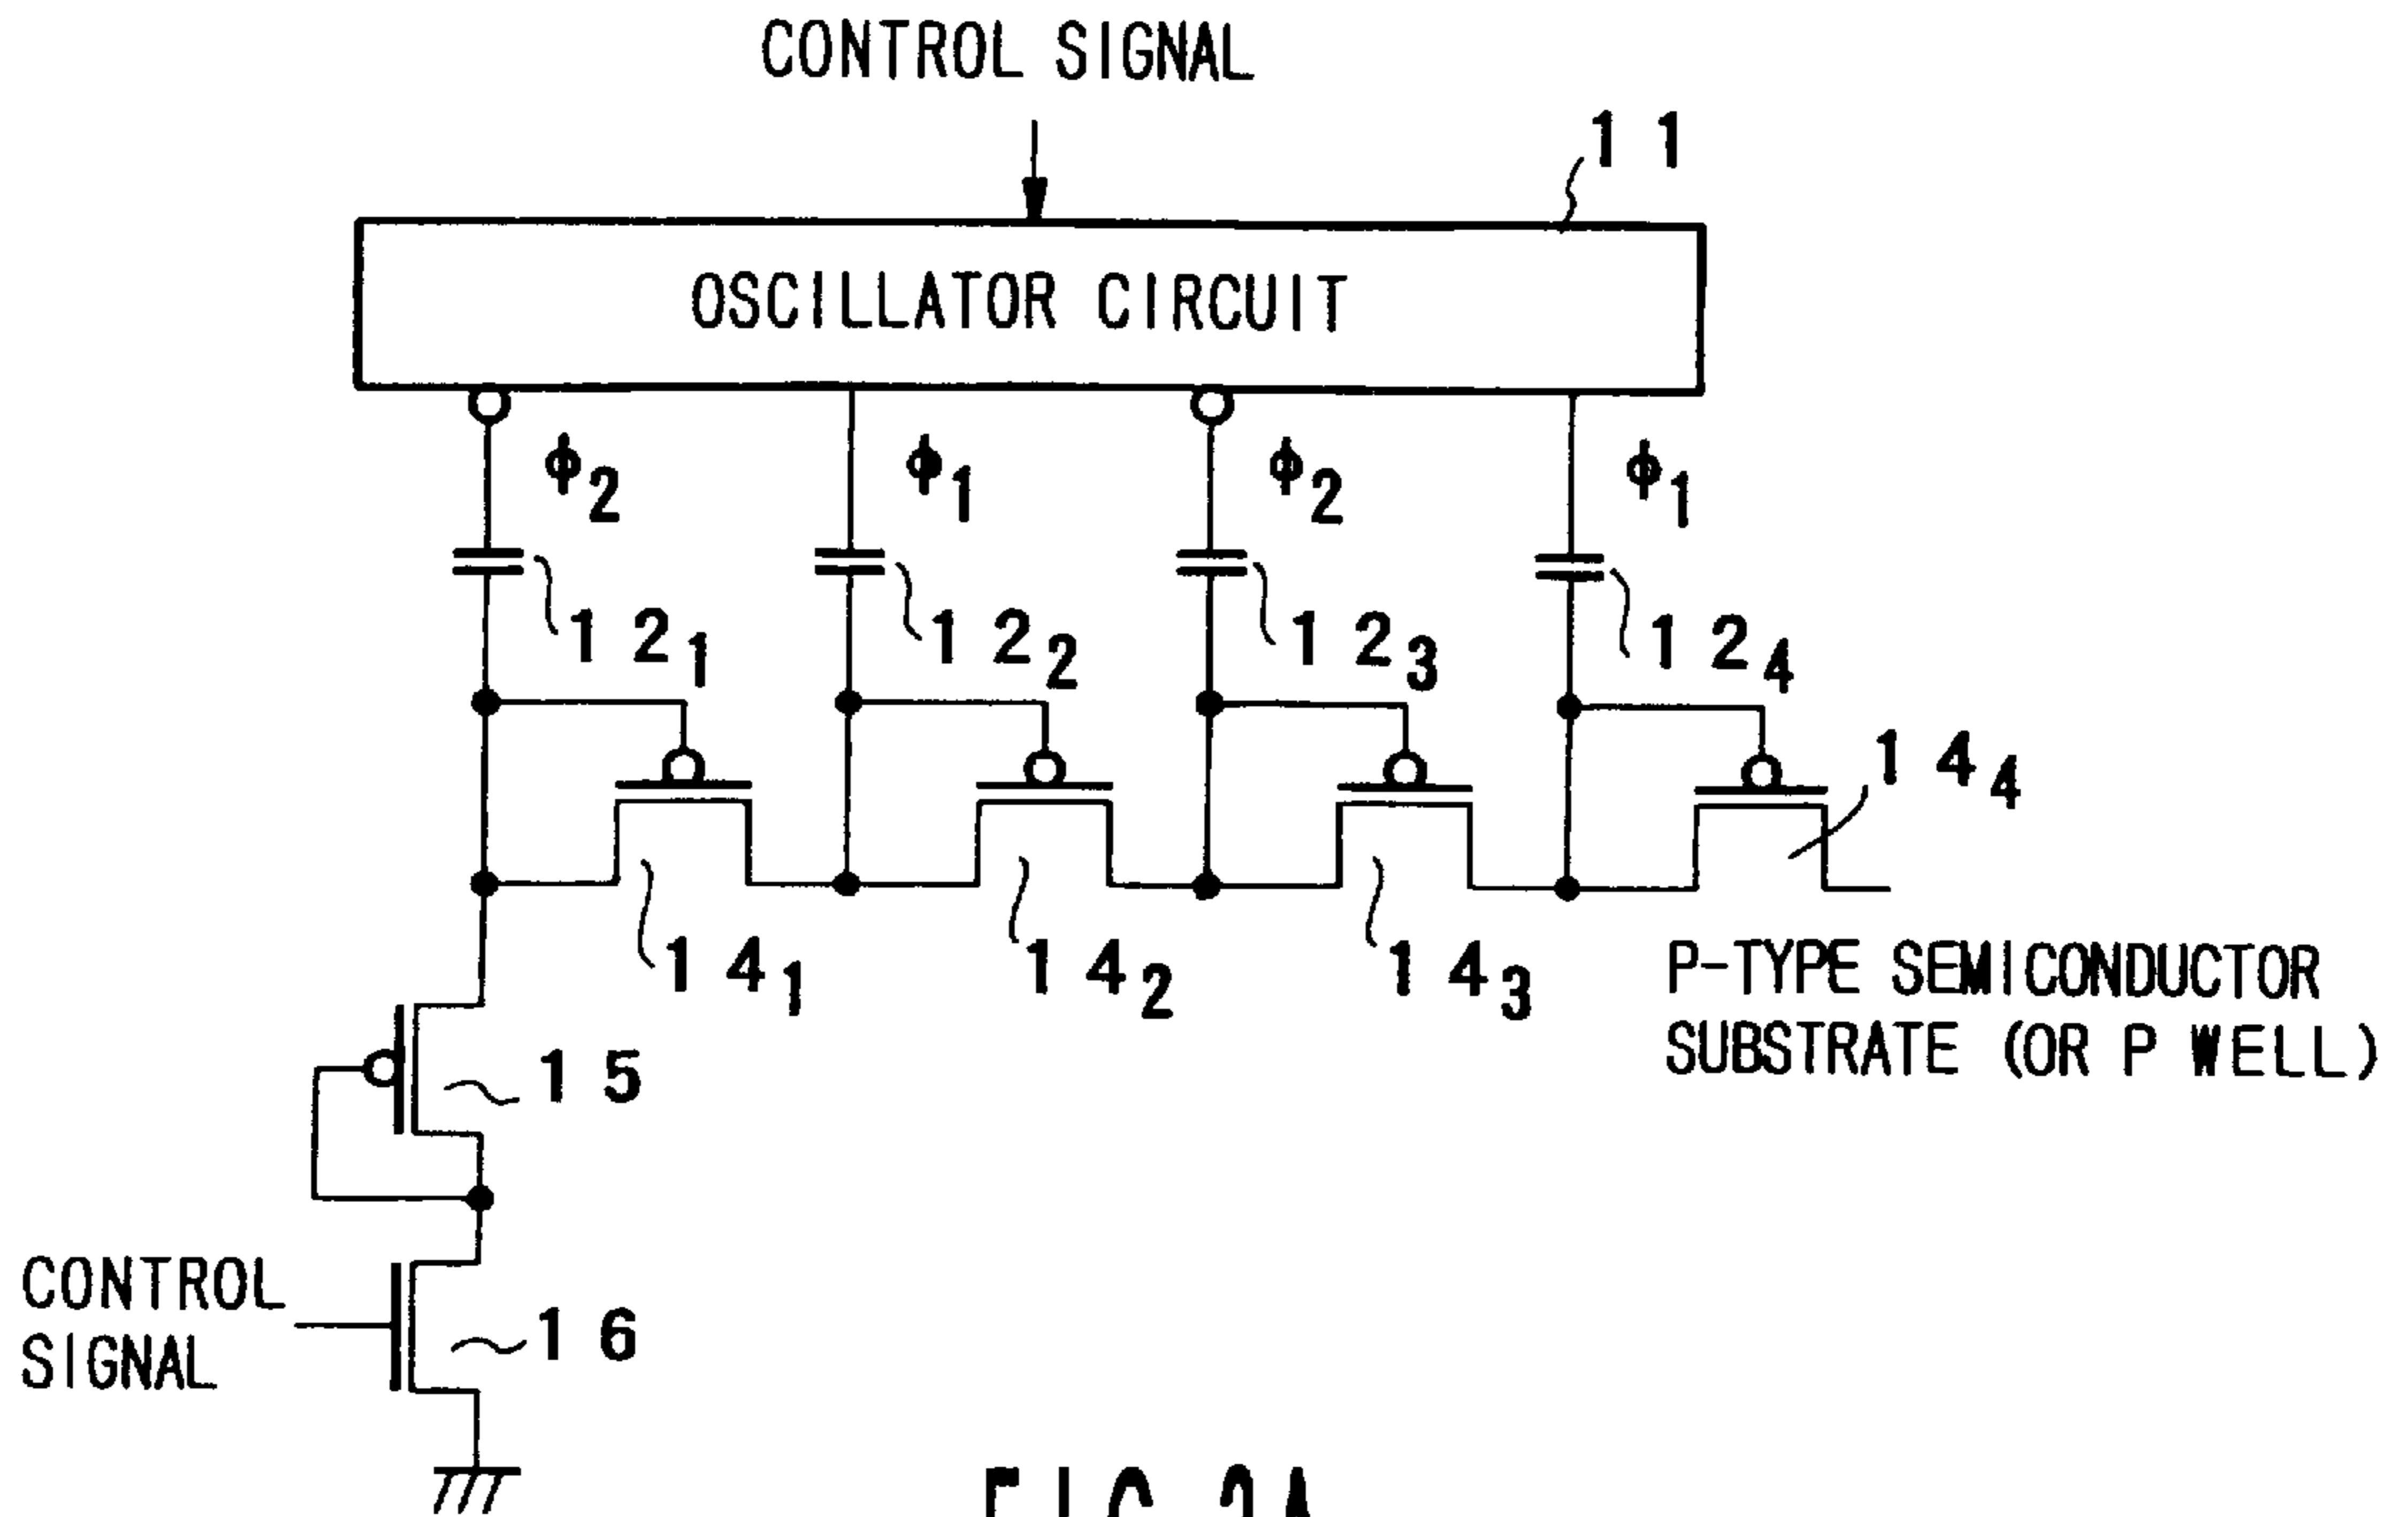 CONTROL SIGNAL
11
OSCILLATOR CIRCUIT
ϕ2 ϕ1 ϕ2 ϕ1
121 122 123 124
144
141 142 143
P-TYPE SEMICONDUCTOR
SUBSTRATE (OR P WELL)
15
CONTROL
SIGNAL
16